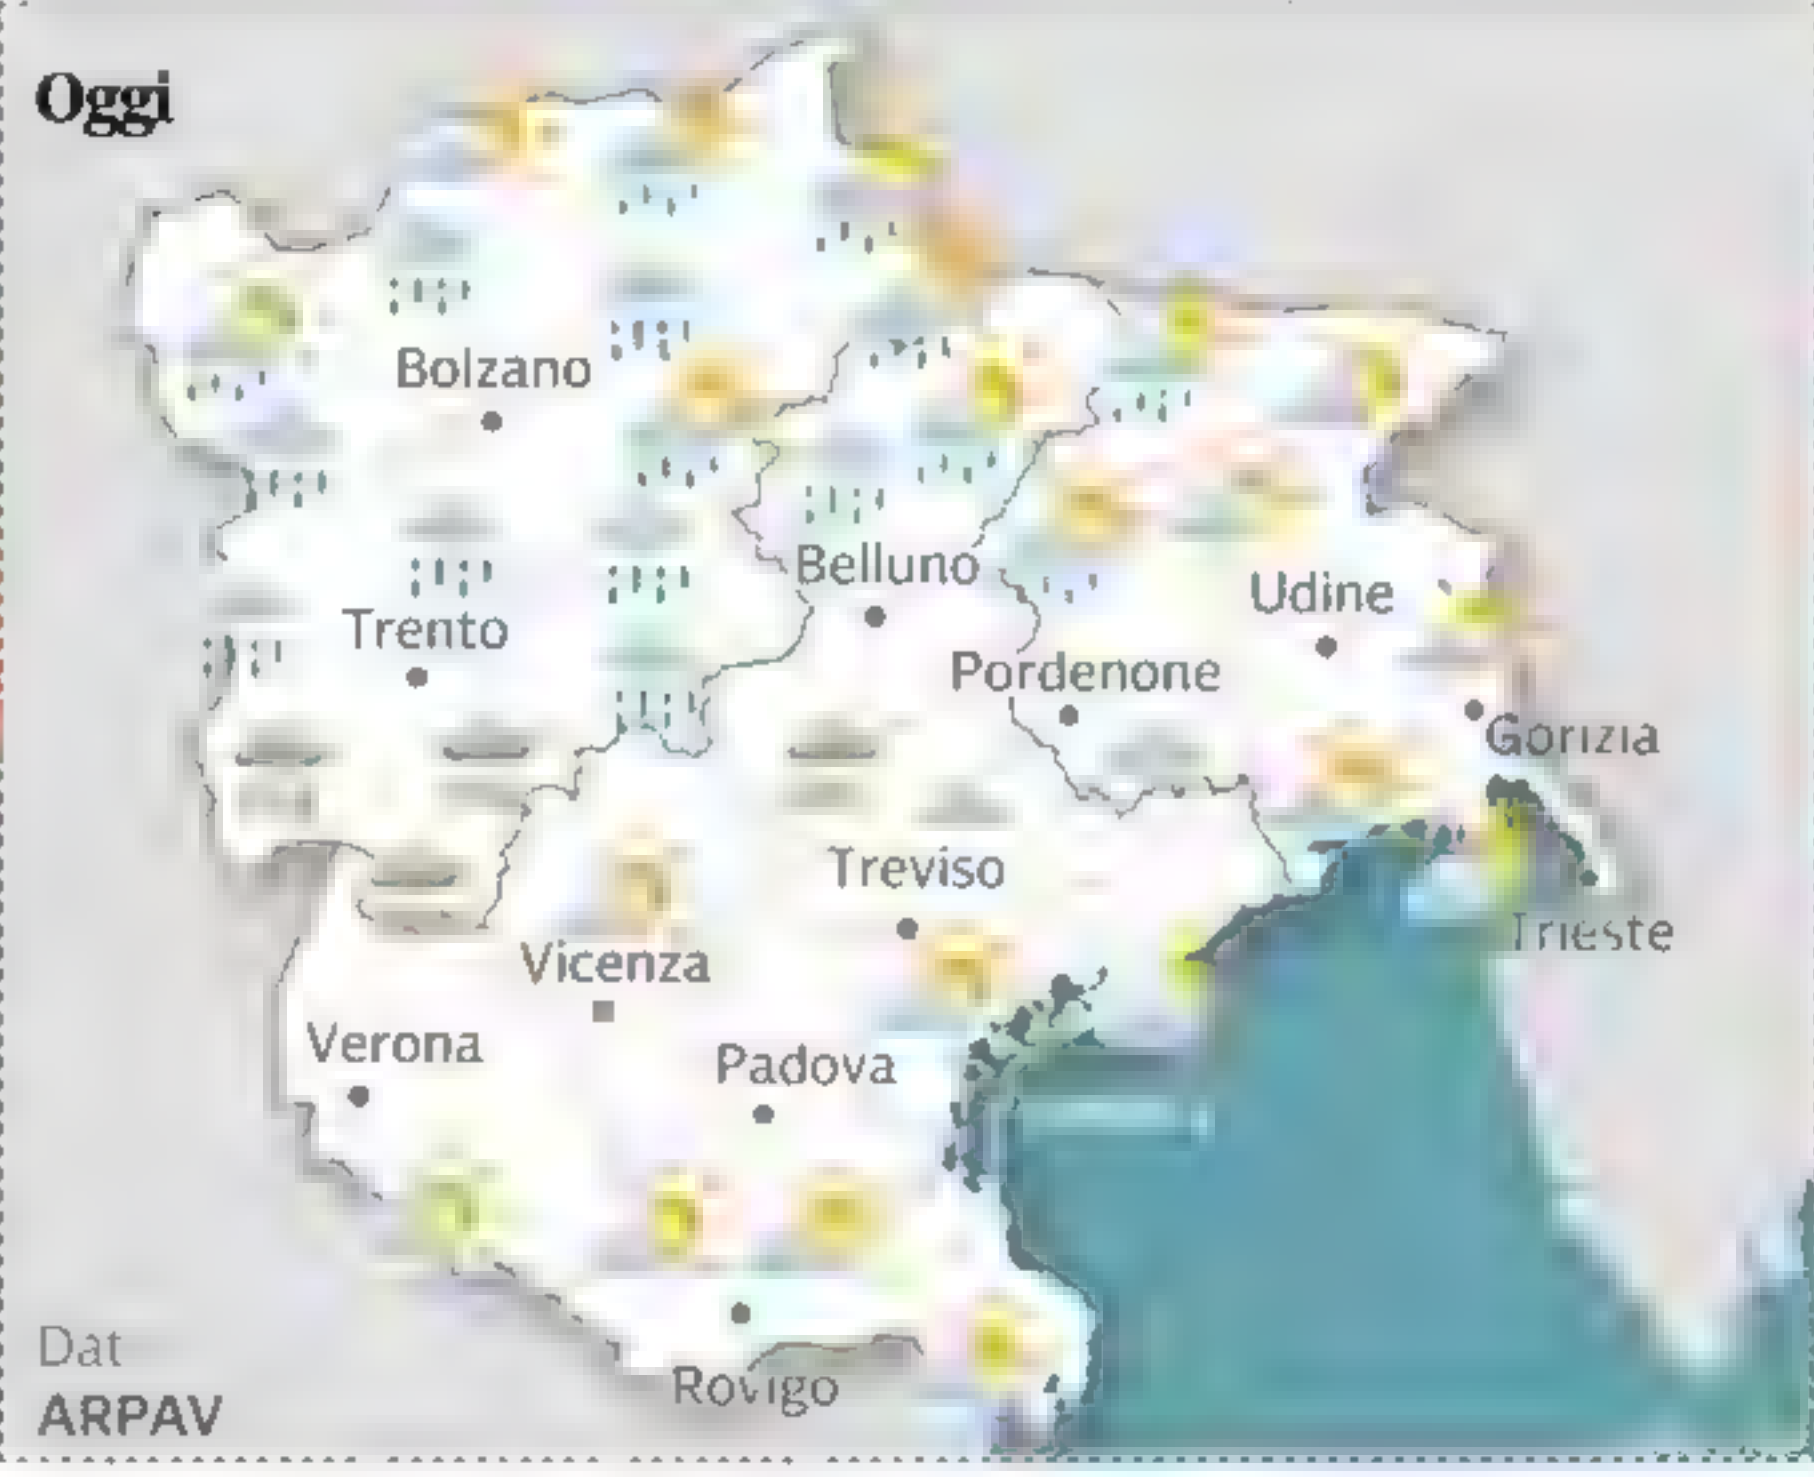 Oggi
Bolzano
Belluno
Udine
Trento
Pordenone
Gorizia
Treviso
Trieste
Vicenza
Verona
Padova
Dat
Rovigo
ARPAV